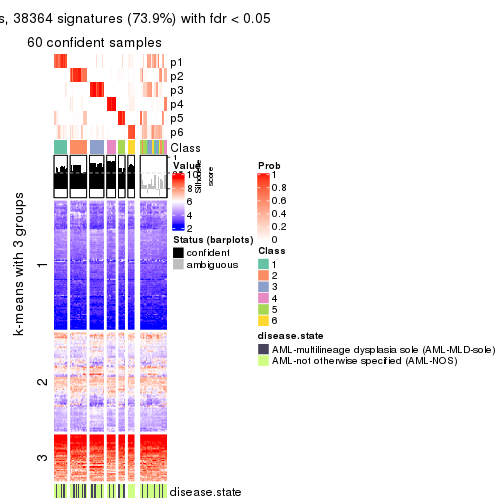 s, 38364 signatures (73.9%) with fdr < 0.05
60 confident samples
p1
p2
p3
p4
p5
p6
Class
1
Silhouette
score
k-means with 3 groups
1
2
3
disease.state
Value
10
8
6
4
2
Status (barplots)
confident
ambiguous
Prob
1
0.8
0.6
0.4
0.2
0
Class
1
2
3
4
5
6
disease.state
AML-multilineage dysplasia sole (AML-MLD-sole)
AML-not otherwise specified (AML-NOS)